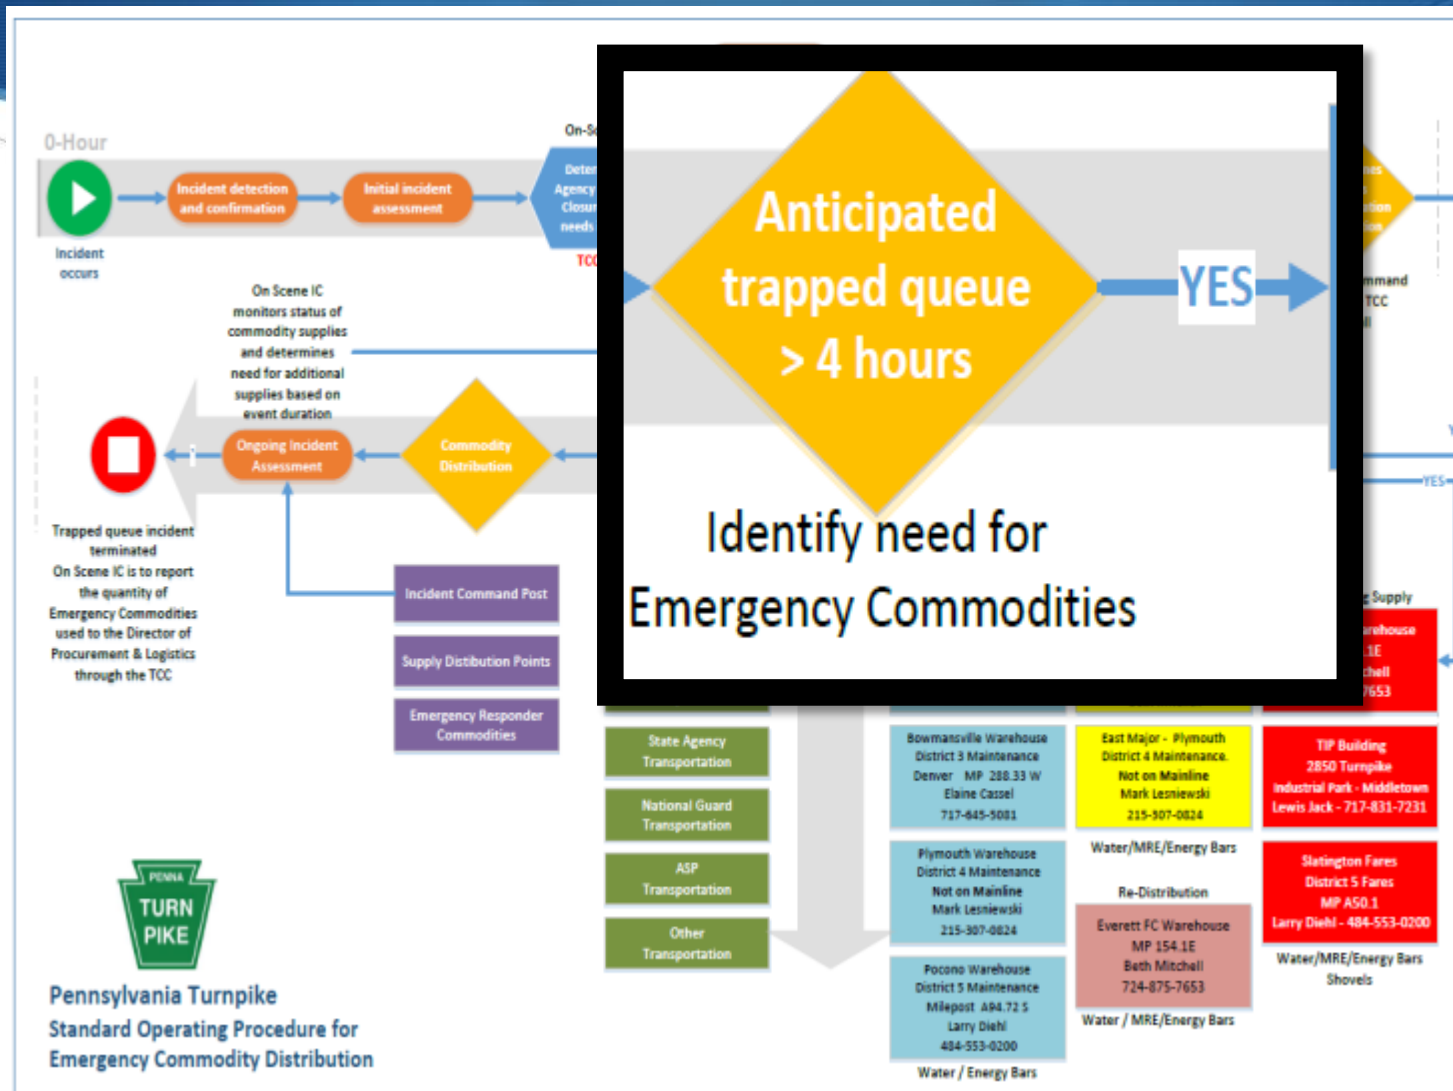 0-Hour
Incident
occurs
Incident detection
and confirmation
Initial incident
assessment
Agency
needs
Anticipated
trapped queue
> 4 hours
YES
Identify need for
Emergency Commodities
TCC
On Scene IC
monitors status of
commodity supplies
and determines
need for additional
supplies based on
event duration
Ongoing Incident
Assessment
Commodity
Distribution
YES
Trapped queue incident
terminated
On Scene IC is to report
the quantity of
Emergency Commodities
used to the Director of
Procurement & Logistics
through the TCC
Incident Command Post
Supply Distibution Points
Emergency Responder
Commodities
State Agency
Transportation
National Guard
Transportation
ASP
Transportation
Other
Transportation
Bowmansville Warehouse
District 3 Maintenance
Denver MP 288.33 W
Elaine Cassel
717-645-5081
Plymouth Warehouse
District 4 Maintenance
Not on Mainline
Mark Lesniewski
215-307-0824
Pocono Warehouse
District 5 Maintenance
Milepost A94.72 S
Larry Diehl
484-553-0200
Water / Energy Bars
East Major - Plymouth
District 4 Maintenance.
Not on Mainline
Mark Lesniewski
215-307-0824
Water/MRE/Energy Bars
Re-Distribution
Everett FC Warehouse
MP 154.1E
Beth Mitchell
724-875-7653
Water / MRE/Energy Bars
Supply
TIP Building
2850 Turnpike
Industrial Park - Middletown
Lewis Jack - 717-831-7231
Slatington Fares
District 5 Fares
MP A50.1
Larry Diehl - 484-553-0200
Water/MRE/Energy Bars
Shovels
PENNA
TURN
PIKE
Pennsylvania Turnpike
Standard Operating Procedure for
Emergency Commodity Distribution